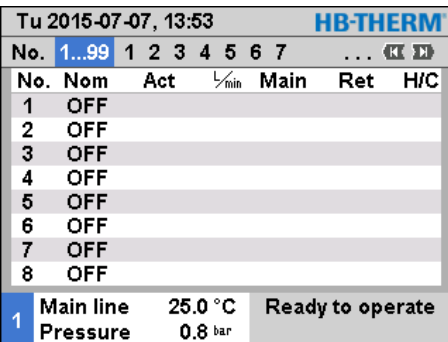 Tu 2015-07-07, 13:53 HB-THERM
No. 1...99 1 2 3 4 5 6 7 ...
No. Nom Act L/min Main Ret H/C
1 OFF
2 OFF
3 OFF
4 OFF
5 OFF
6 OFF
7 OFF
8 OFF
1 Main line 25.0 °C Ready to operate
Pressure 0.8 bar